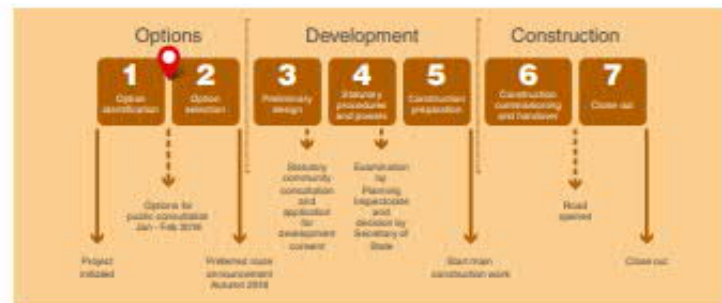 Options
Development
Construction
1
Option
identification
2
Option
selection
3
Preliminary
design
4
Statutory
procedures
and powers
5
Construction
preparation
6
Construction
commissioning
and handover
7
Close out
Project
initiated
Options for
public consultation
Jan - Feb
Preferred route
announcement
Autumn
Statutory
community
consultation
and
application
for
development
consent
Examination
by
Planning
Inspectorate
and
decision by
Secretary of
State
Start main
construction work
Road
opened
Close out